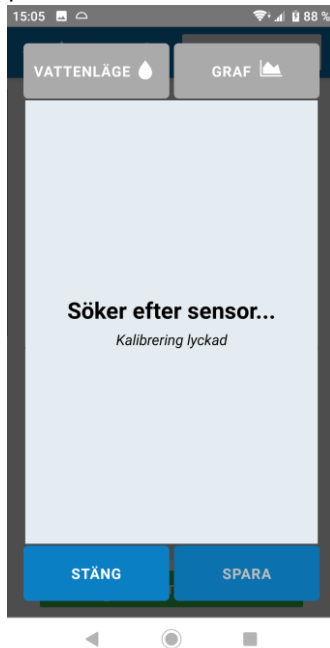 15:05 88 %
VATTENLÄGE GRAF
Söker efter sensor...
Kalibrering lyckad
STÄNG SPARA